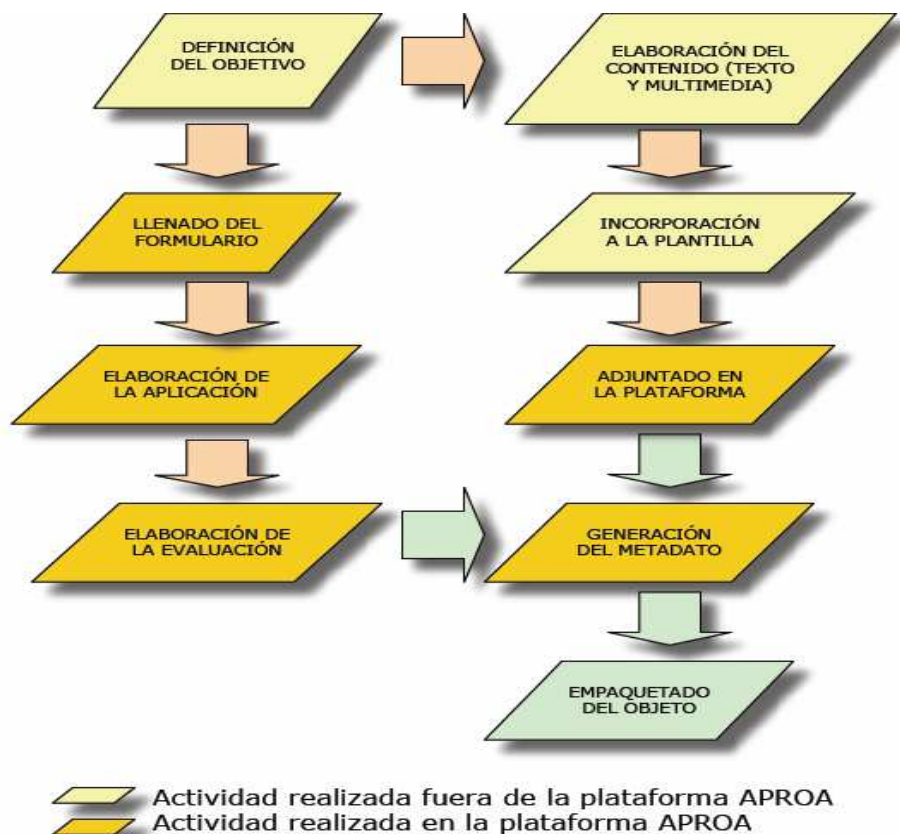 DEFINICIÓN
DEL OBJETIVO
ELABORACIÓN DEL
CONTENIDO (TEXTO
Y MULTIMEDIA)
LLENADO DEL
FORMULARIO
INCORPORACIÓN
A LA PLANTILLA
ELABORACIÓN DE
LA APLICACIÓN
ADJUNTADO EN
LA PLATAFORMA
ELABORACIÓN DE
LA EVALUACIÓN
GENERACIÓN
DEL METADATO
EMPAQUETADO
DEL OBJETO
Actividad realizada fuera de la plataforma APROA
Actividad realizada en la plataforma APROA